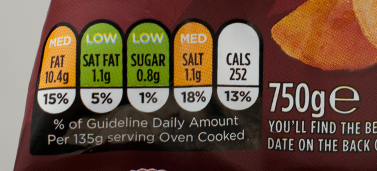 MED LOW LOW MED
FAT SAT FAT SUGAR SALT CALS
10.4g 1.1g 0.8g 1.1g 252
15% 5% 1% 18% 13%
% of Guideline Daily Amount
Per 135g serving Oven Cooked
750g℮
YOU'LL FIND THE BE
DATE ON THE BACK